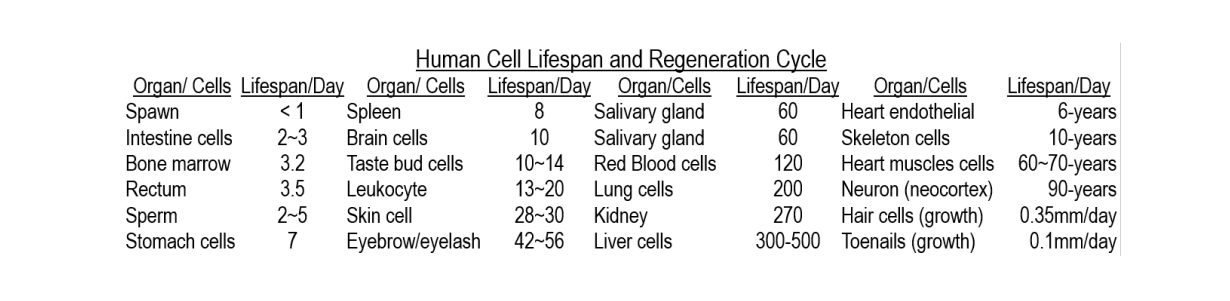 Human Cell Lifespan and Regeneration Cycle
Organ/ Cells Lifespan/Day Organ/ Cells Lifespan/Day Organ/Cells Lifespan/Day Organ/Cells Lifespan/Day
Spawn < 1 Spleen 8 Salivary gland 60 Heart endothelial 6-years
Intestine cells 2~3 Brain cells 10 Salivary gland 60 Skeleton cells 10-years
Bone marrow 3.2 Taste bud cells 10~14 Red Blood cells 120 Heart muscles cells 60~70-years
Rectum 3.5 Leukocyte 13~20 Lung cells 200 Neuron (neocortex) 90-years
Sperm 2~5 Skin cell 28~30 Kidney 270 Hair cells (growth) 0.35mm/day
Stomach cells 7 Eyebrow/eyelash 42~56 Liver cells 300-500 Toenails (growth) 0.1mm/day